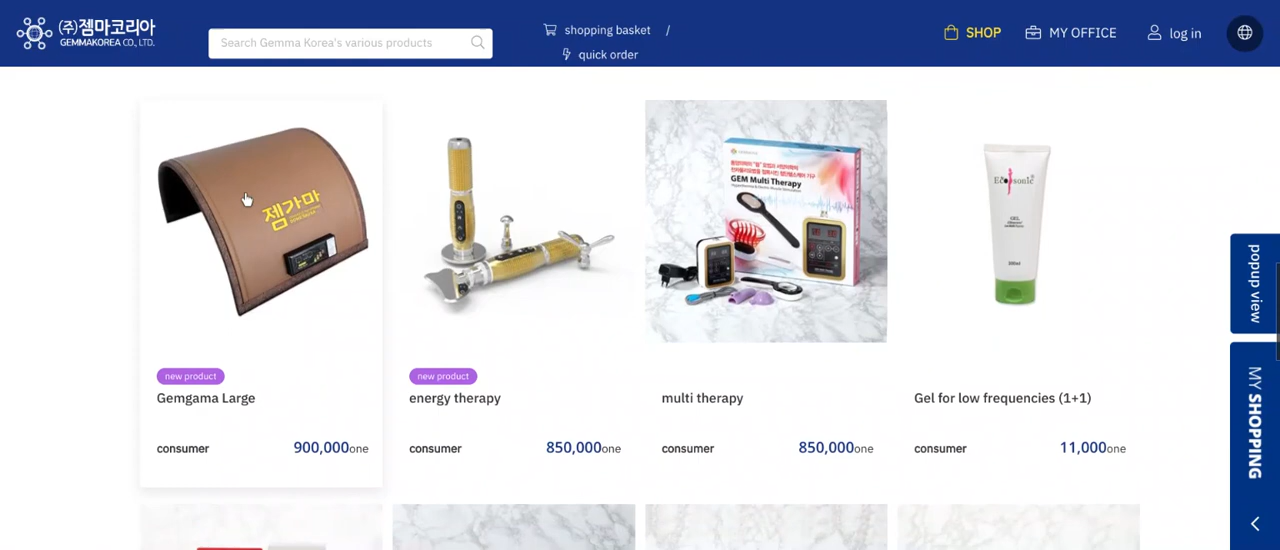 (주)젬마코리아
GEMMAKOREA CO., LTD.
Search Gemma Korea's various products
shopping basket /
quick order
SHOP
MY OFFICE
log in
젬가마
GEM Multi Therapy
Ecosonic
GEL
new product
Gemgama Large
consumer 900,000one
new product
energy therapy
consumer 850,000one
multi therapy
consumer 850,000one
Gel for low frequencies (1+1)
consumer 11,000one
popup view
MY SHOPPING